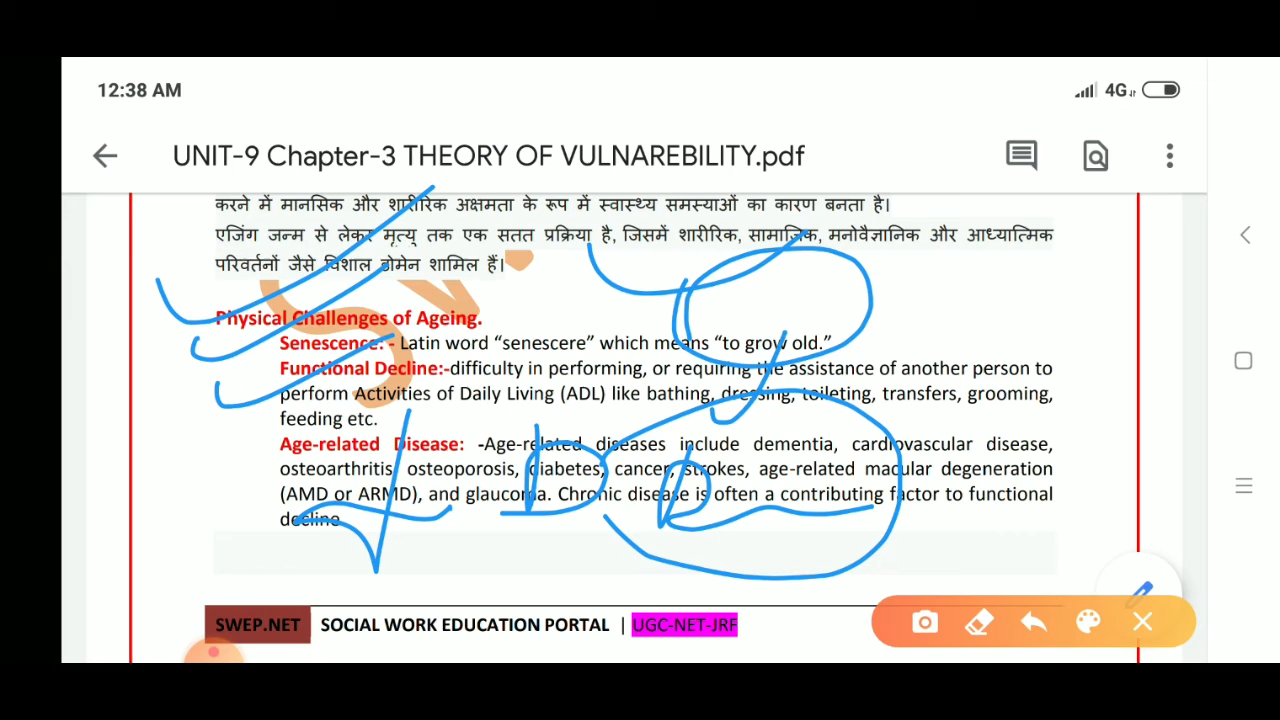 12:38 AM
4G
UNIT-9 Chapter-3 THEORY OF VULNAREBILITY.pdf
करने में मानसिक और शारीरिक अक्षमता के रूप में स्वास्थ्य समस्याओं का कारण बनता है।
एजिंग जन्म से लेकर मृत्यु तक एक सतत प्रक्रिया है, जिसमें शारीरिक, सामाजिक, मनोवैज्ञानिक और आध्यात्मिक
परिवर्तनों जैसे विशाल डोमेन शामिल हैं।
Physical Challenges of Ageing.
Senescence: - Latin word “senescere” which means “to grow old.”
Functional Decline:-difficulty in performing, or requiring the assistance of another person to
perform Activities of Daily Living (ADL) like bathing, dressing, toileting, transfers, grooming,
feeding etc.
Age-related Disease: -Age-related diseases include dementia, cardiovascular disease,
osteoarthritis, osteoporosis, diabetes, cancer, strokes, age-related macular degeneration
(AMD or ARMD), and glaucoma. Chronic disease is often a contributing factor to functional
decline.
SWEP.NET SOCIAL WORK EDUCATION PORTAL | UGC-NET-JRF